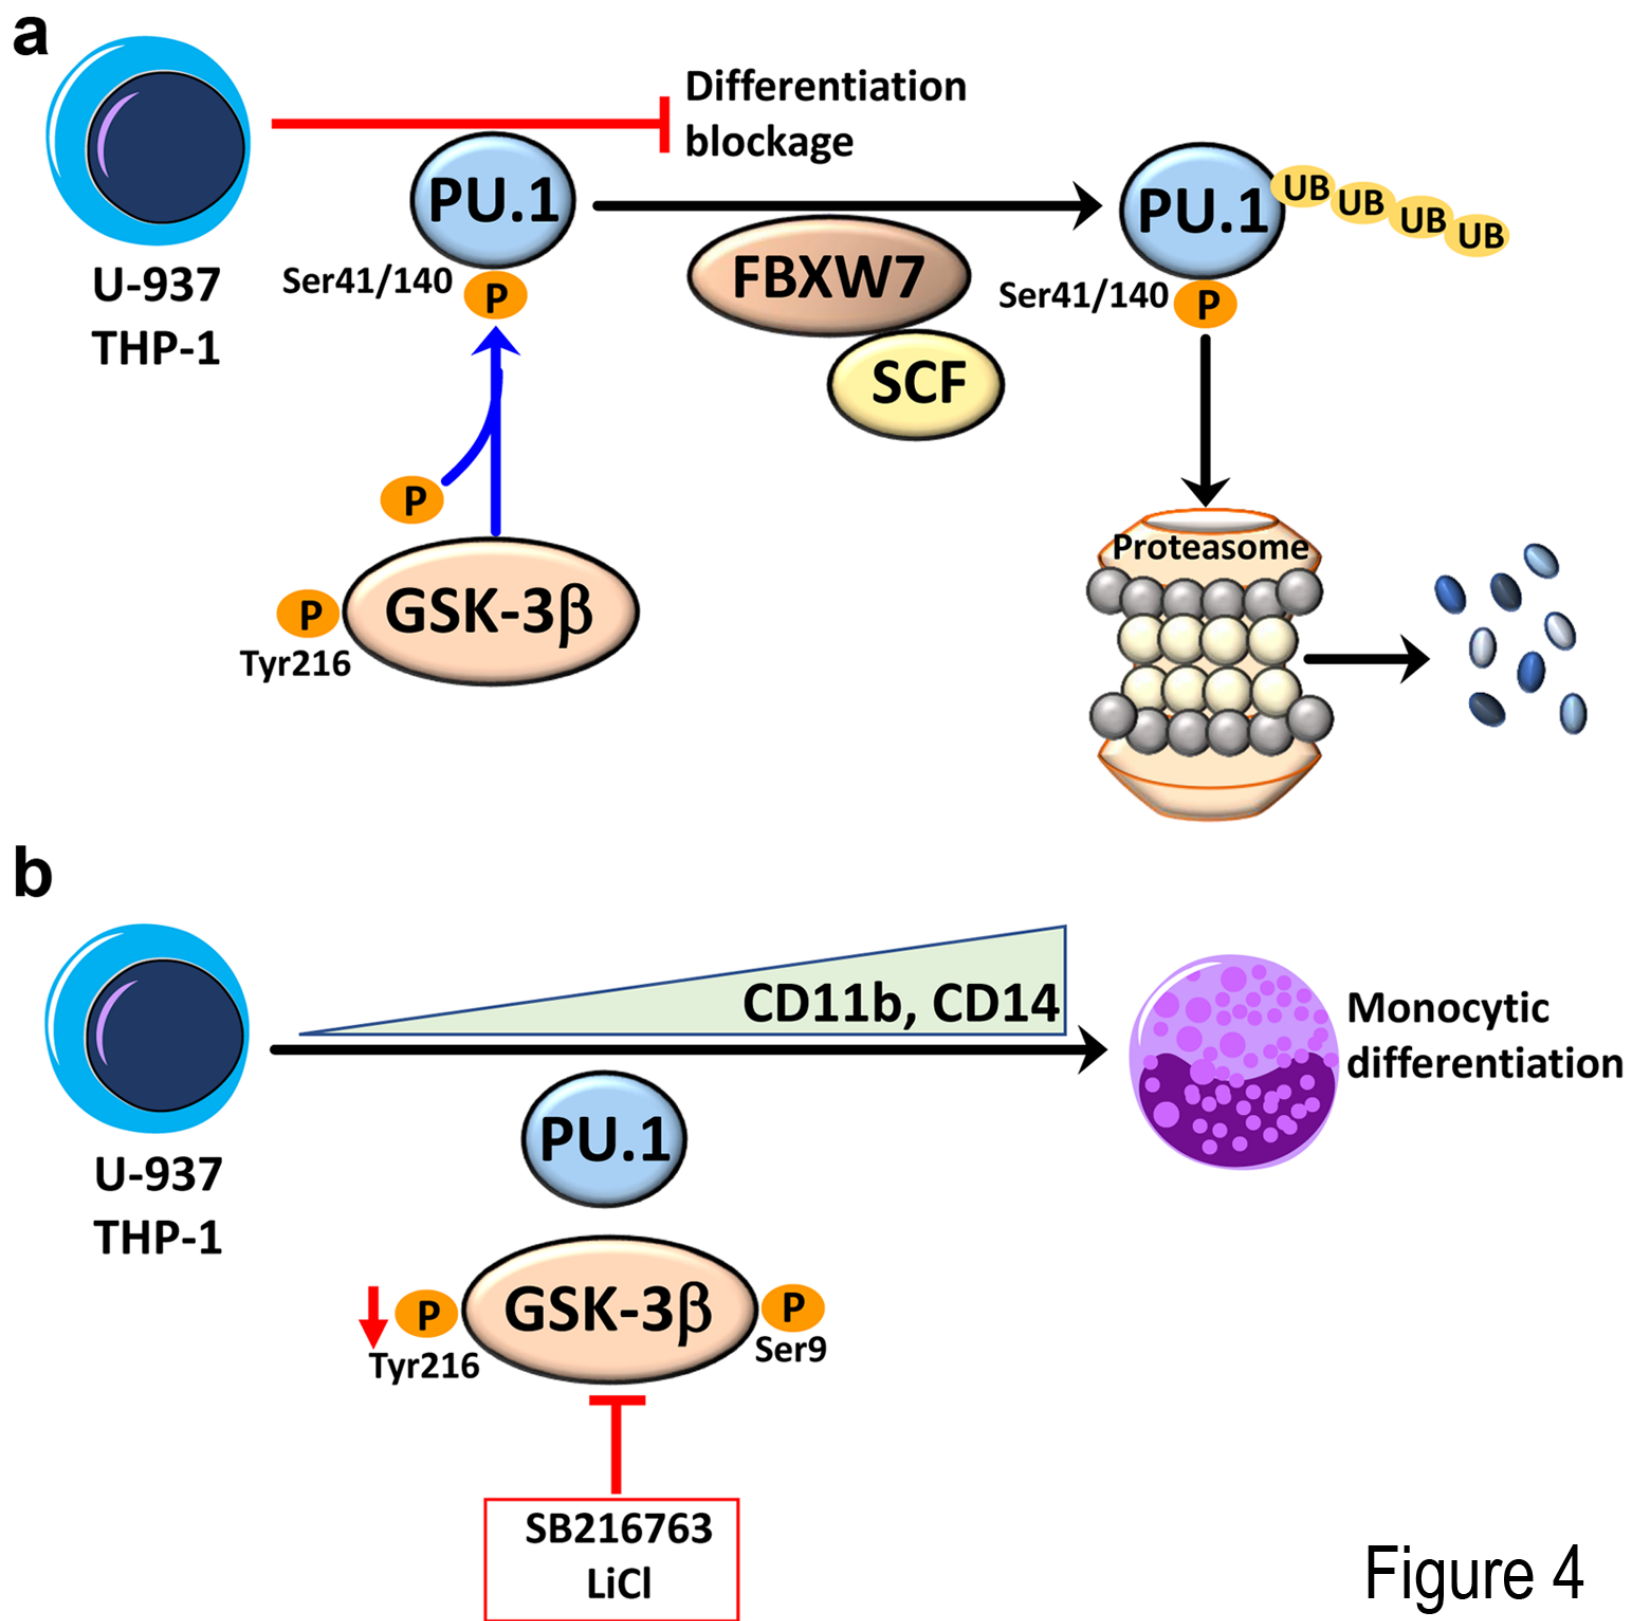 a
Differentiation
blockage
PU.1
PU.1
UB
UB
UB
UB
U-937
THP-1
Ser41/140
P
FBXW7
SCF
Ser41/140
P
P
GSK-3β
P
Tyr216
Proteasome
b
CD11b, CD14
Monocytic
differentiation
PU.1
U-937
THP-1
P
Tyr216
GSK-3β
P
Ser9
SB216763
LiCl
Figure 4